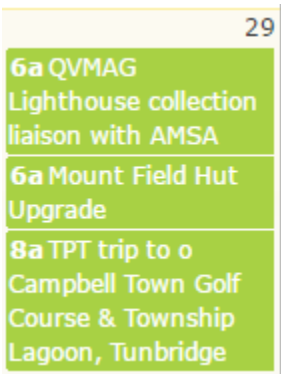 29
6a QVMAG
Lighthouse collection
liaison with AMSA
6a Mount Field Hut
Upgrade
8a TPT trip to o
Campbell Town Golf
Course & Township
Lagoon, Tunbridge